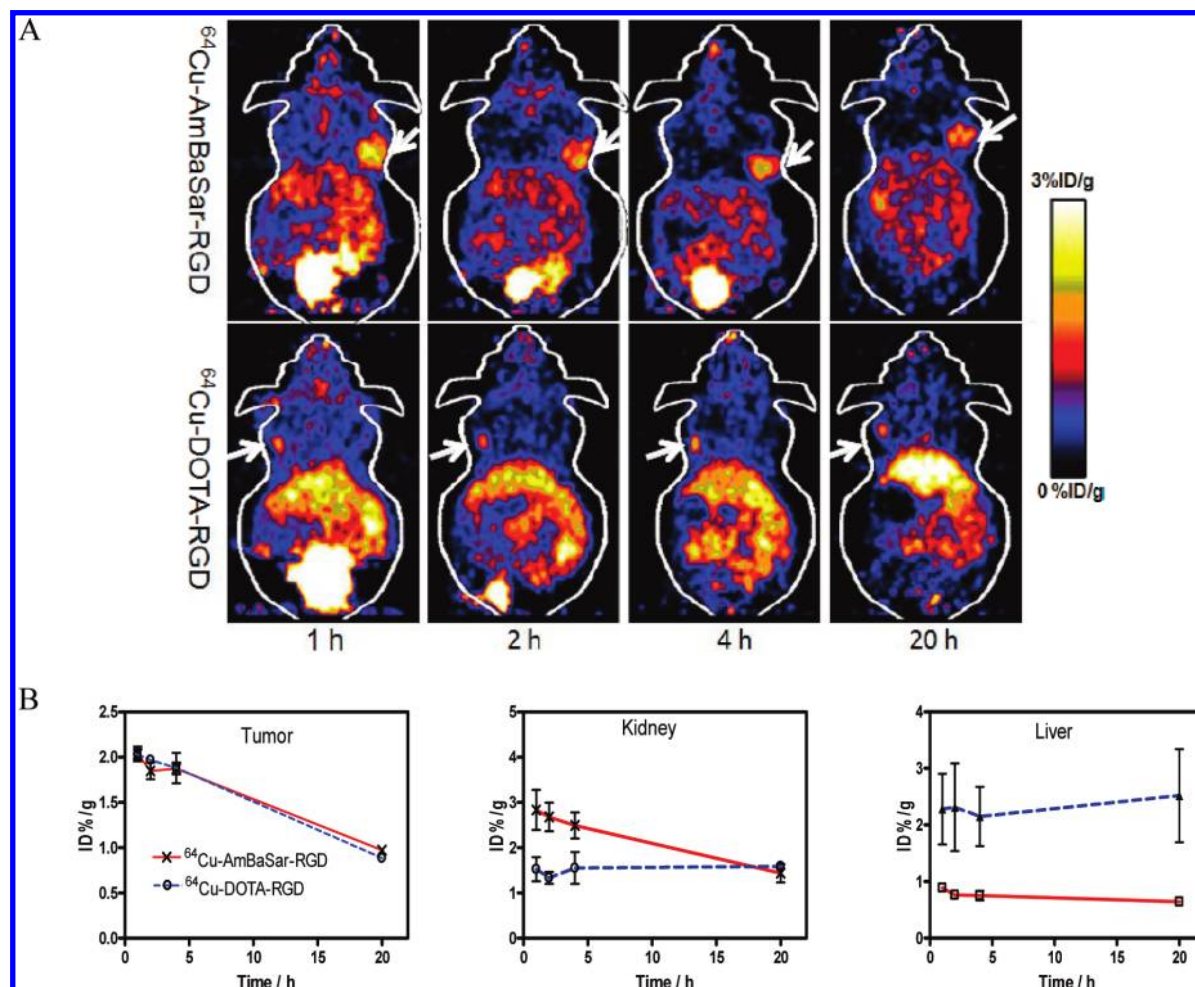 A
⁶⁴Cu-AmBaSar-RGD
⁶⁴Cu-DOTA-RGD
3%ID/g
0 %ID/g
1 h
2 h
4 h
20 h
B
Tumor
ID%/g
2.5
2.0
1.5
1.0
0.5
0.0
⁶⁴Cu-AmBaSar-RGD
⁶⁴Cu-DOTA-RGD
0 5 10 15 20
Time / h
Kidney
ID%/g
5
4
3
2
1
0
0 5 10 15 20
Time / h
Liver
ID%/g
4
3
2
1
0
0 5 10 15 20
Time / h